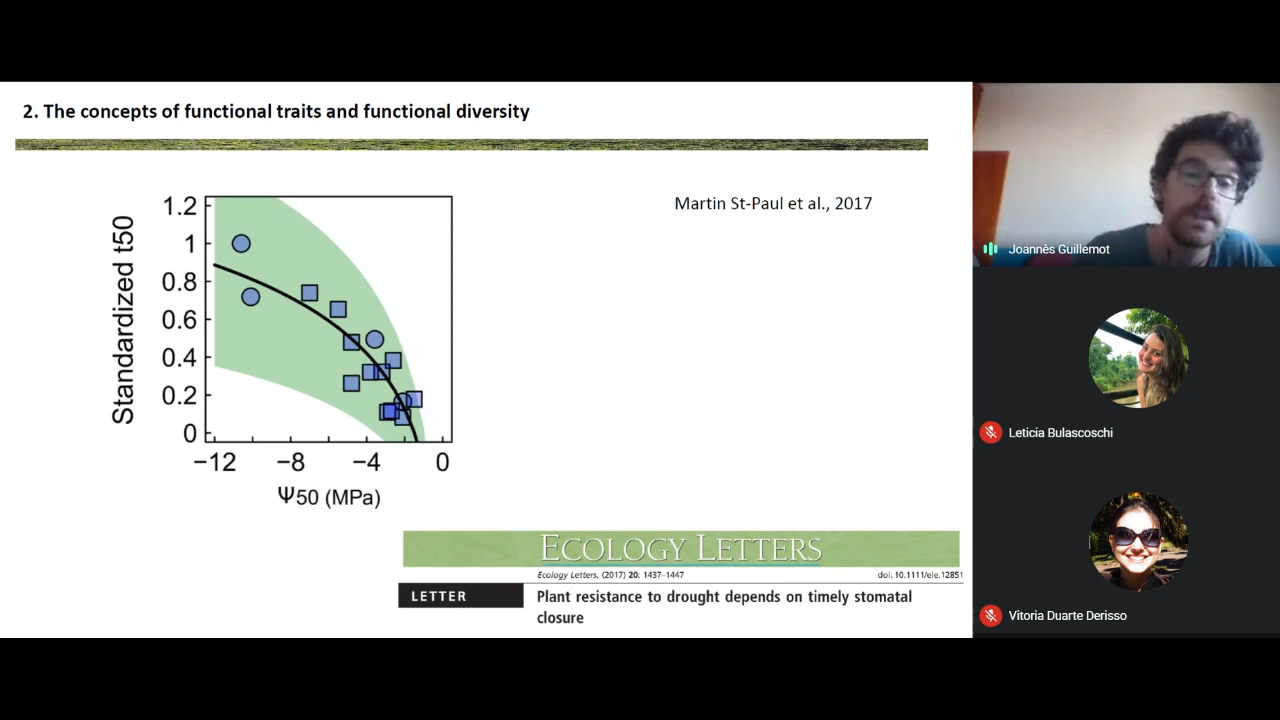 2. The concepts of functional traits and functional diversity
Martin St-Paul et al., 2017
Standardized t50
1.2
1
0.8
0.6
0.4
0.2
0
−12
−8
−4
0
Ψ50 (MPa)
ECOLOGY LETTERS
Ecology Letters, (2017) 20: 1437–1447
doi: 10.1111/ele.12851
LETTER
Plant resistance to drought depends on timely stomatal
closure
Joannès Guillemot
Leticia Bulascoschi
Vitoria Duarte Derisso